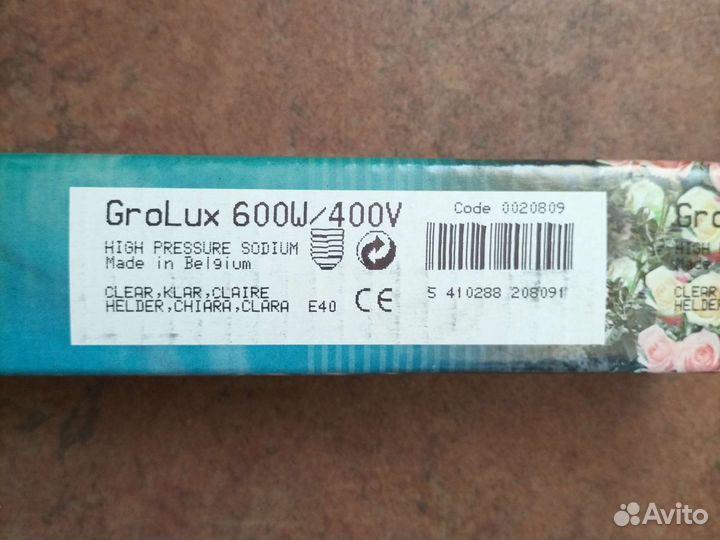 GroLux 600W/400V
Code 0020809
HIGH PRESSURE SODIUM
Made in Belgium
CLEAR,KLAR,CLAIRE
HELDER,CHIARA,CLARA E40
CE
5 410288 208091
Gro
HIGH
Made
CLEAR
HELDE
Avito